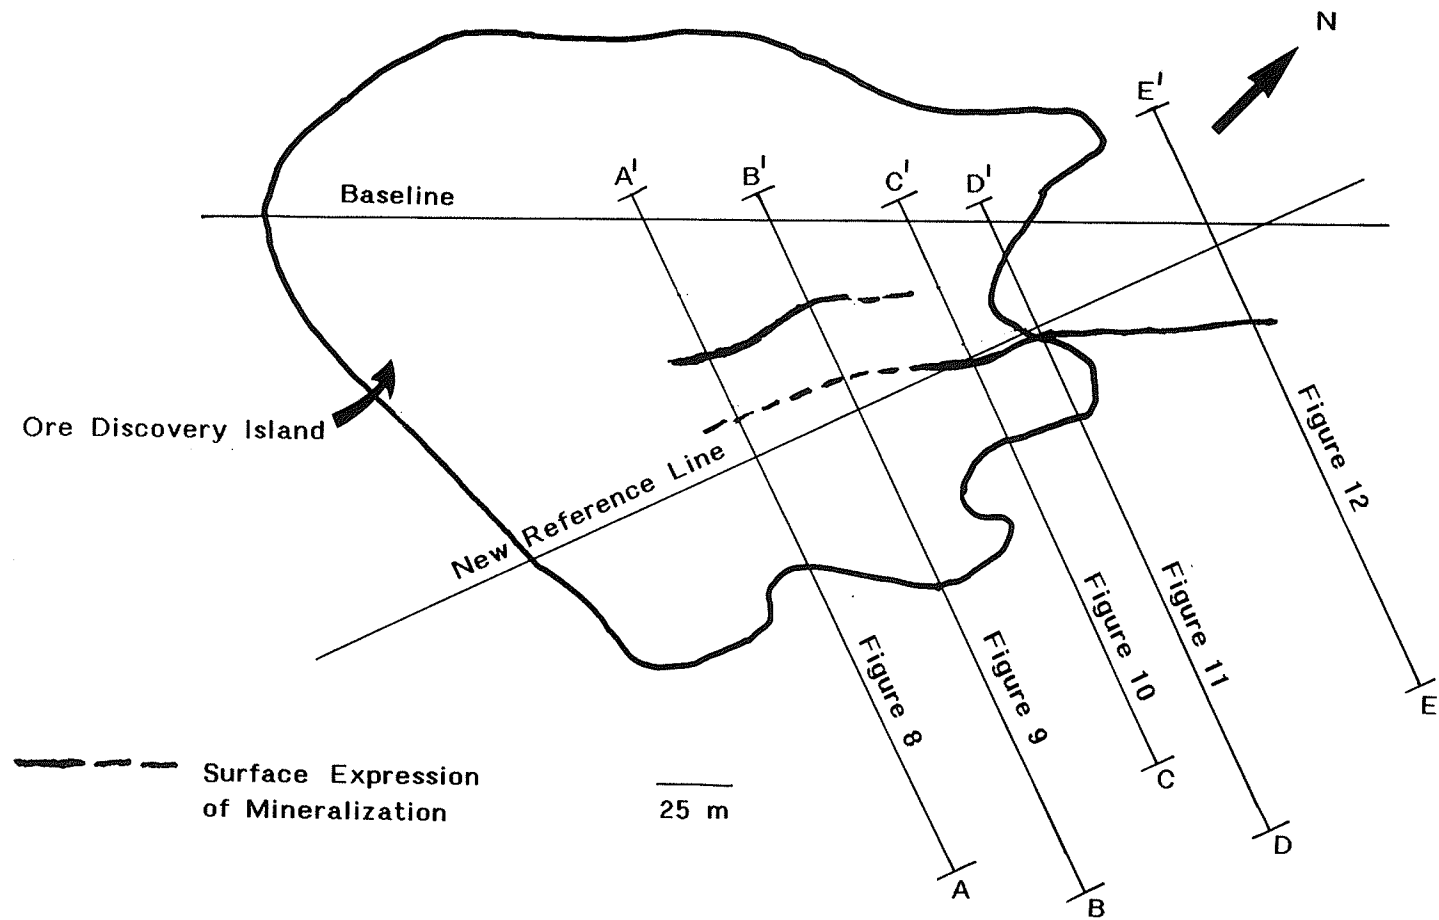 N
E'
A'
B'
C'
D'
Baseline
Ore Discovery Island
New Reference Line
Figure 12
Figure 8
Figure 9
Figure 10
Figure 11
E
C
D
A
B
Surface Expression
of Mineralization
25 m